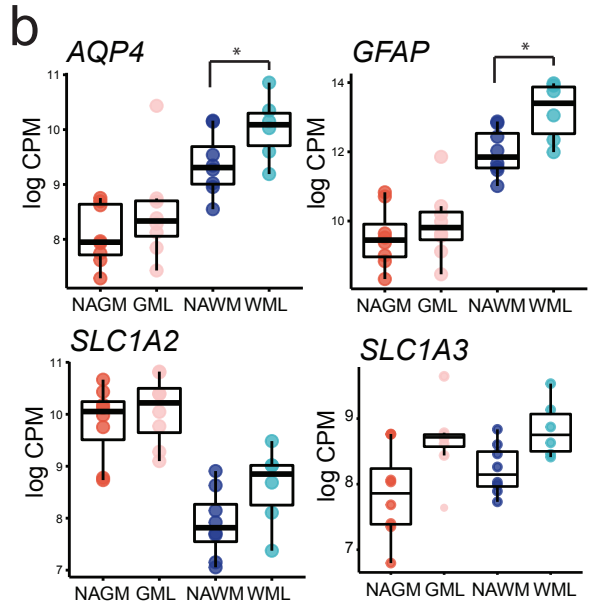 b
AQP4
*
log CPM
11
10
9
8
NAGM GML NAWM WML
GFAP
*
log CPM
14
12
10
NAGM GML NAWM WML
SLC1A2
log CPM
11
10
9
8
7
NAGM GML NAWM WML
SLC1A3
log CPM
9
8
7
NAGM GML NAWM WML